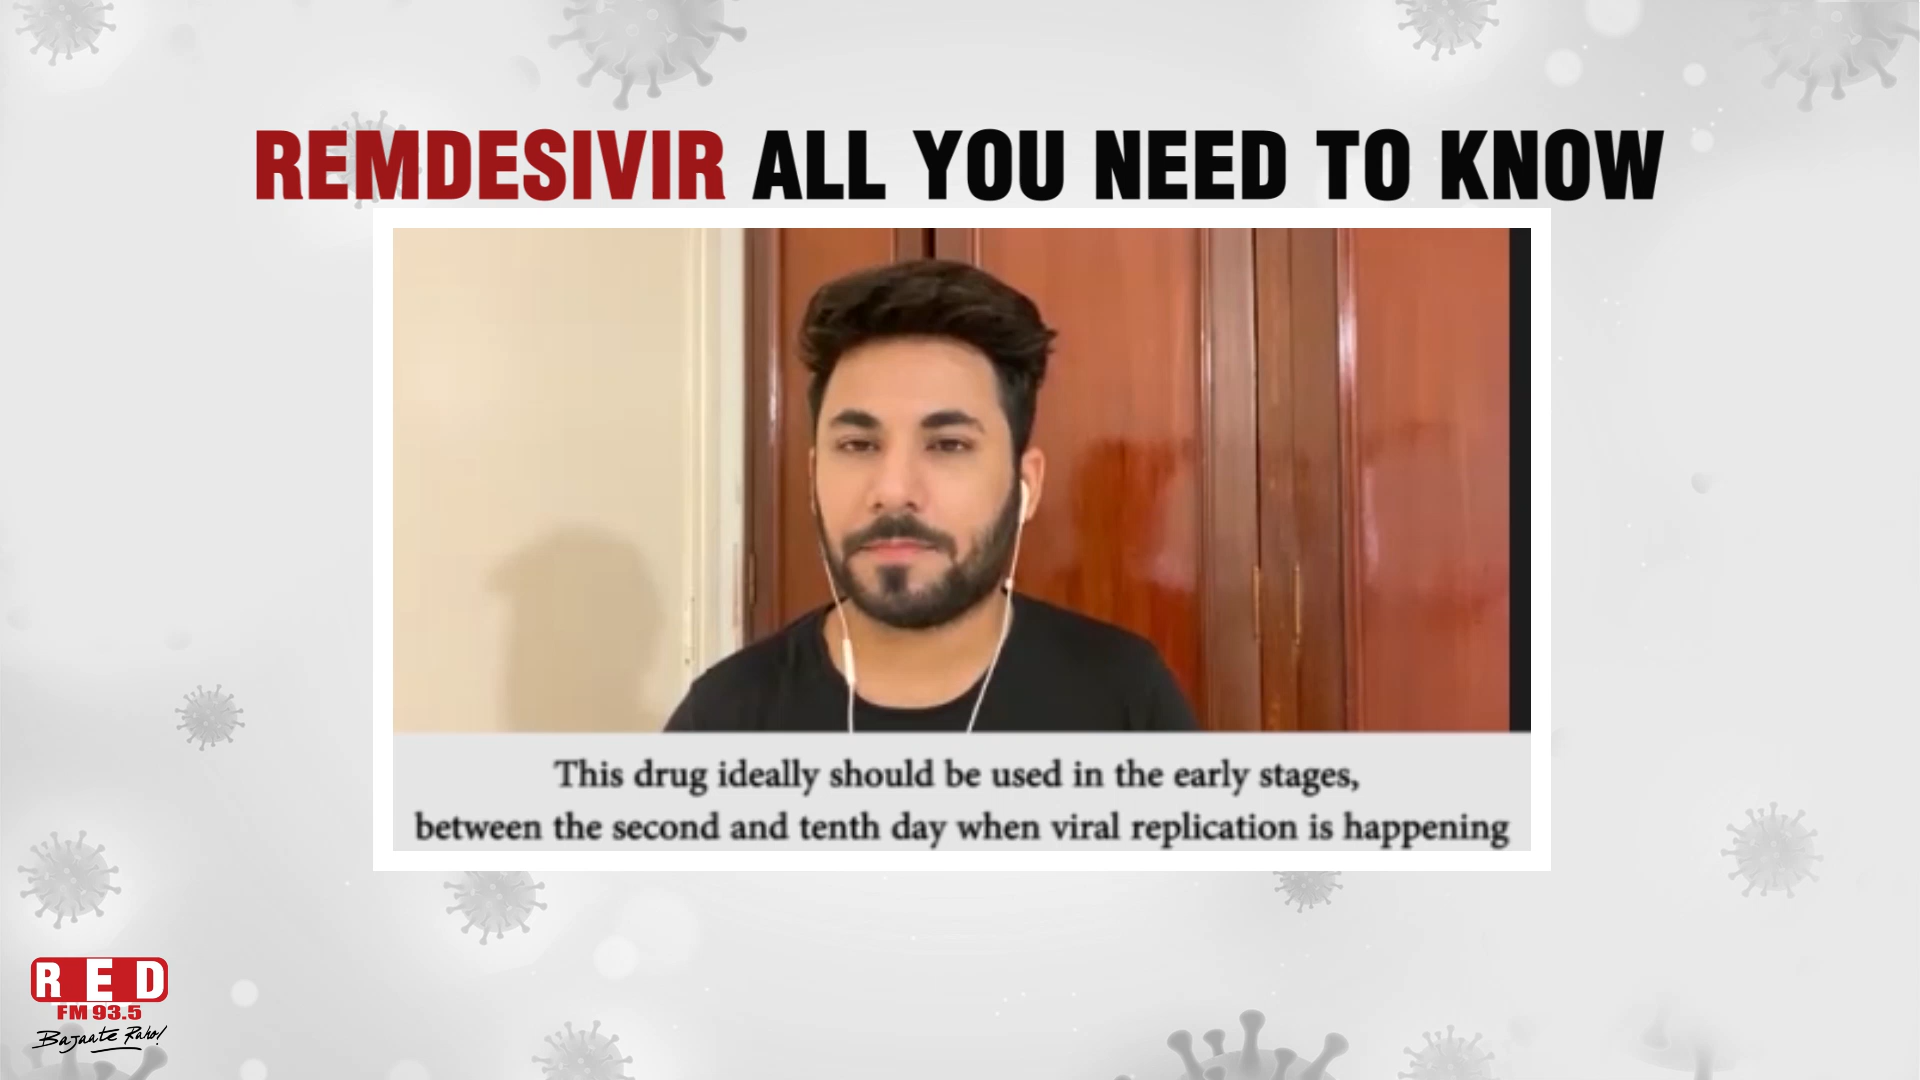 REMDESIVIR ALL YOU NEED TO KNOW
This drug ideally should be used in the early stages,
between the second and tenth day when viral replication is happening
RED
FM 93.5
Bajaate Raho!